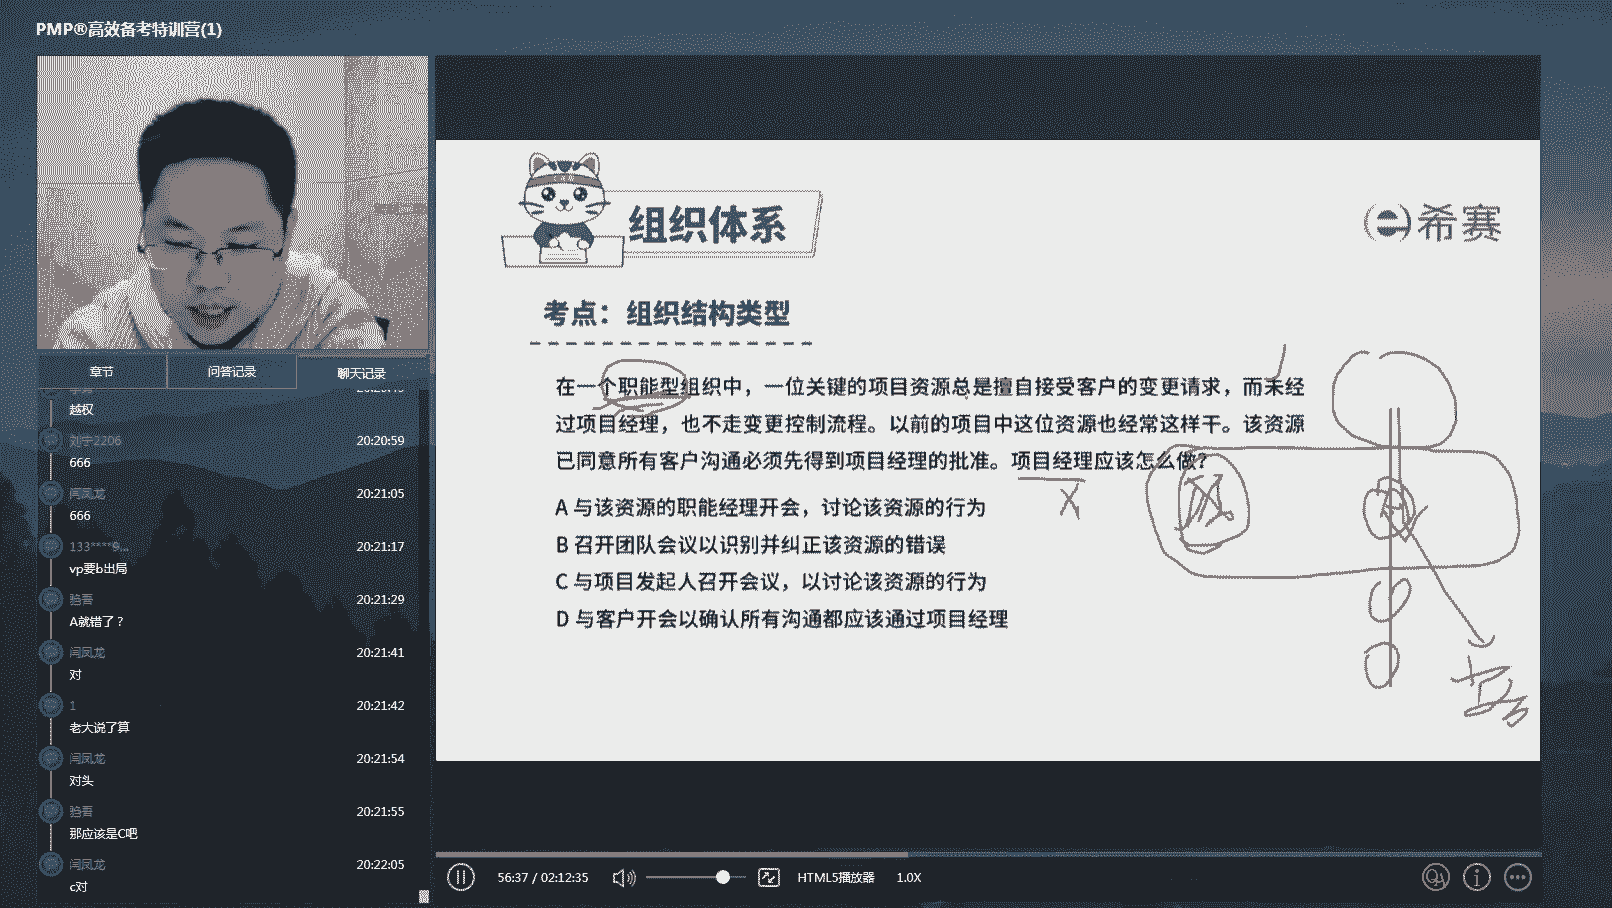 PMP®高效备考特训营(1)
组织体系
希赛
考点：组织结构类型
在一个职能型组织中，一位关键的项目资源总是擅自接受客户的变更请求，而未经
过项目经理，也不走变更控制流程。以前的项目中这位资源也经常这样干。该资源
已同意所有客户沟通必须先得到项目经理的批准。项目经理应该怎么做?
A 与该资源的职能经理开会，讨论该资源的行为
B 召开团队会议以识别并纠正该资源的错误
C 与项目发起人召开会议，以讨论该资源的行为
D 与客户开会以确认所有沟通都应该通过项目经理
章节
问答记录
聊天记录
越权
刘宇2206 20:20:59
666
闫凤龙 20:21:05
666
133****9... 20:21:17
vp要b出局
20:21:29
A就错了？
闫凤龙 20:21:41
对
1 20:21:42
老大说了算
闫凤龙 20:21:54
对头
20:21:55
那应该是C吧
闫凤龙 20:22:05
c对
56:37 / 02:12:35
HTML5播放器
1.0X